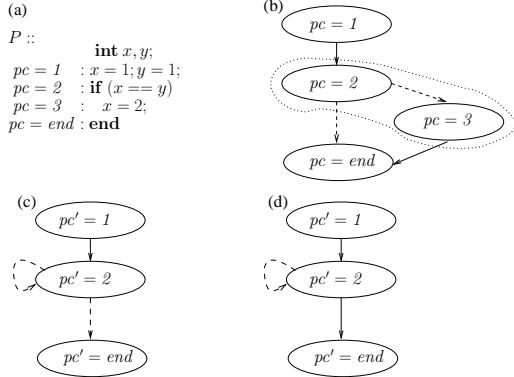 (a)
P ::
int x, y;
pc = 1 : x = 1; y = 1;
pc = 2 : if (x == y)
pc = 3 : x = 2;
pc = end : end
(b)
pc = 1
pc = 2
pc = 3
pc = end
(c)
pc′ = 1
pc′ = 2
pc′ = end
(d)
pc′ = 1
pc′ = 2
pc′ = end